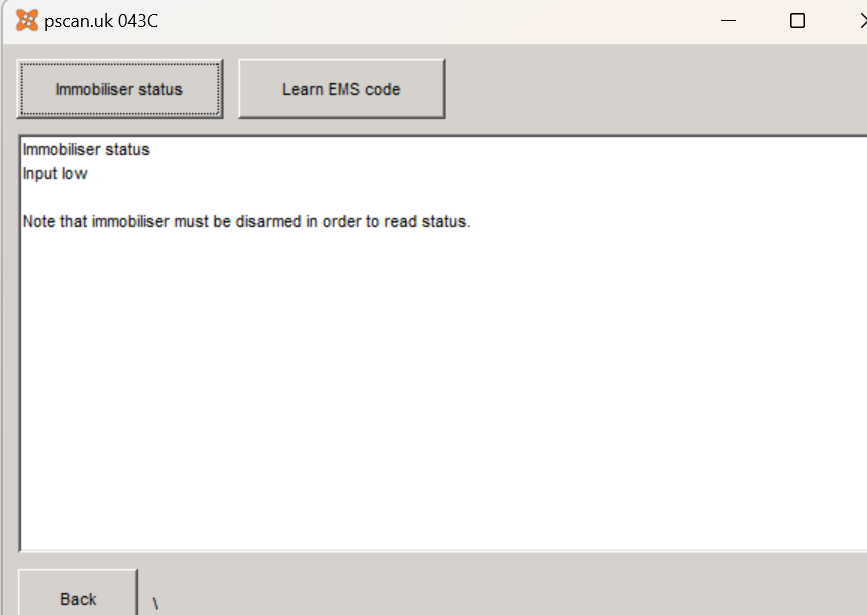 pscan.uk 043C
Immobiliser status
Learn EMS code
Immobiliser status
Input low
Note that immobiliser must be disarmed in order to read status.
Back
\